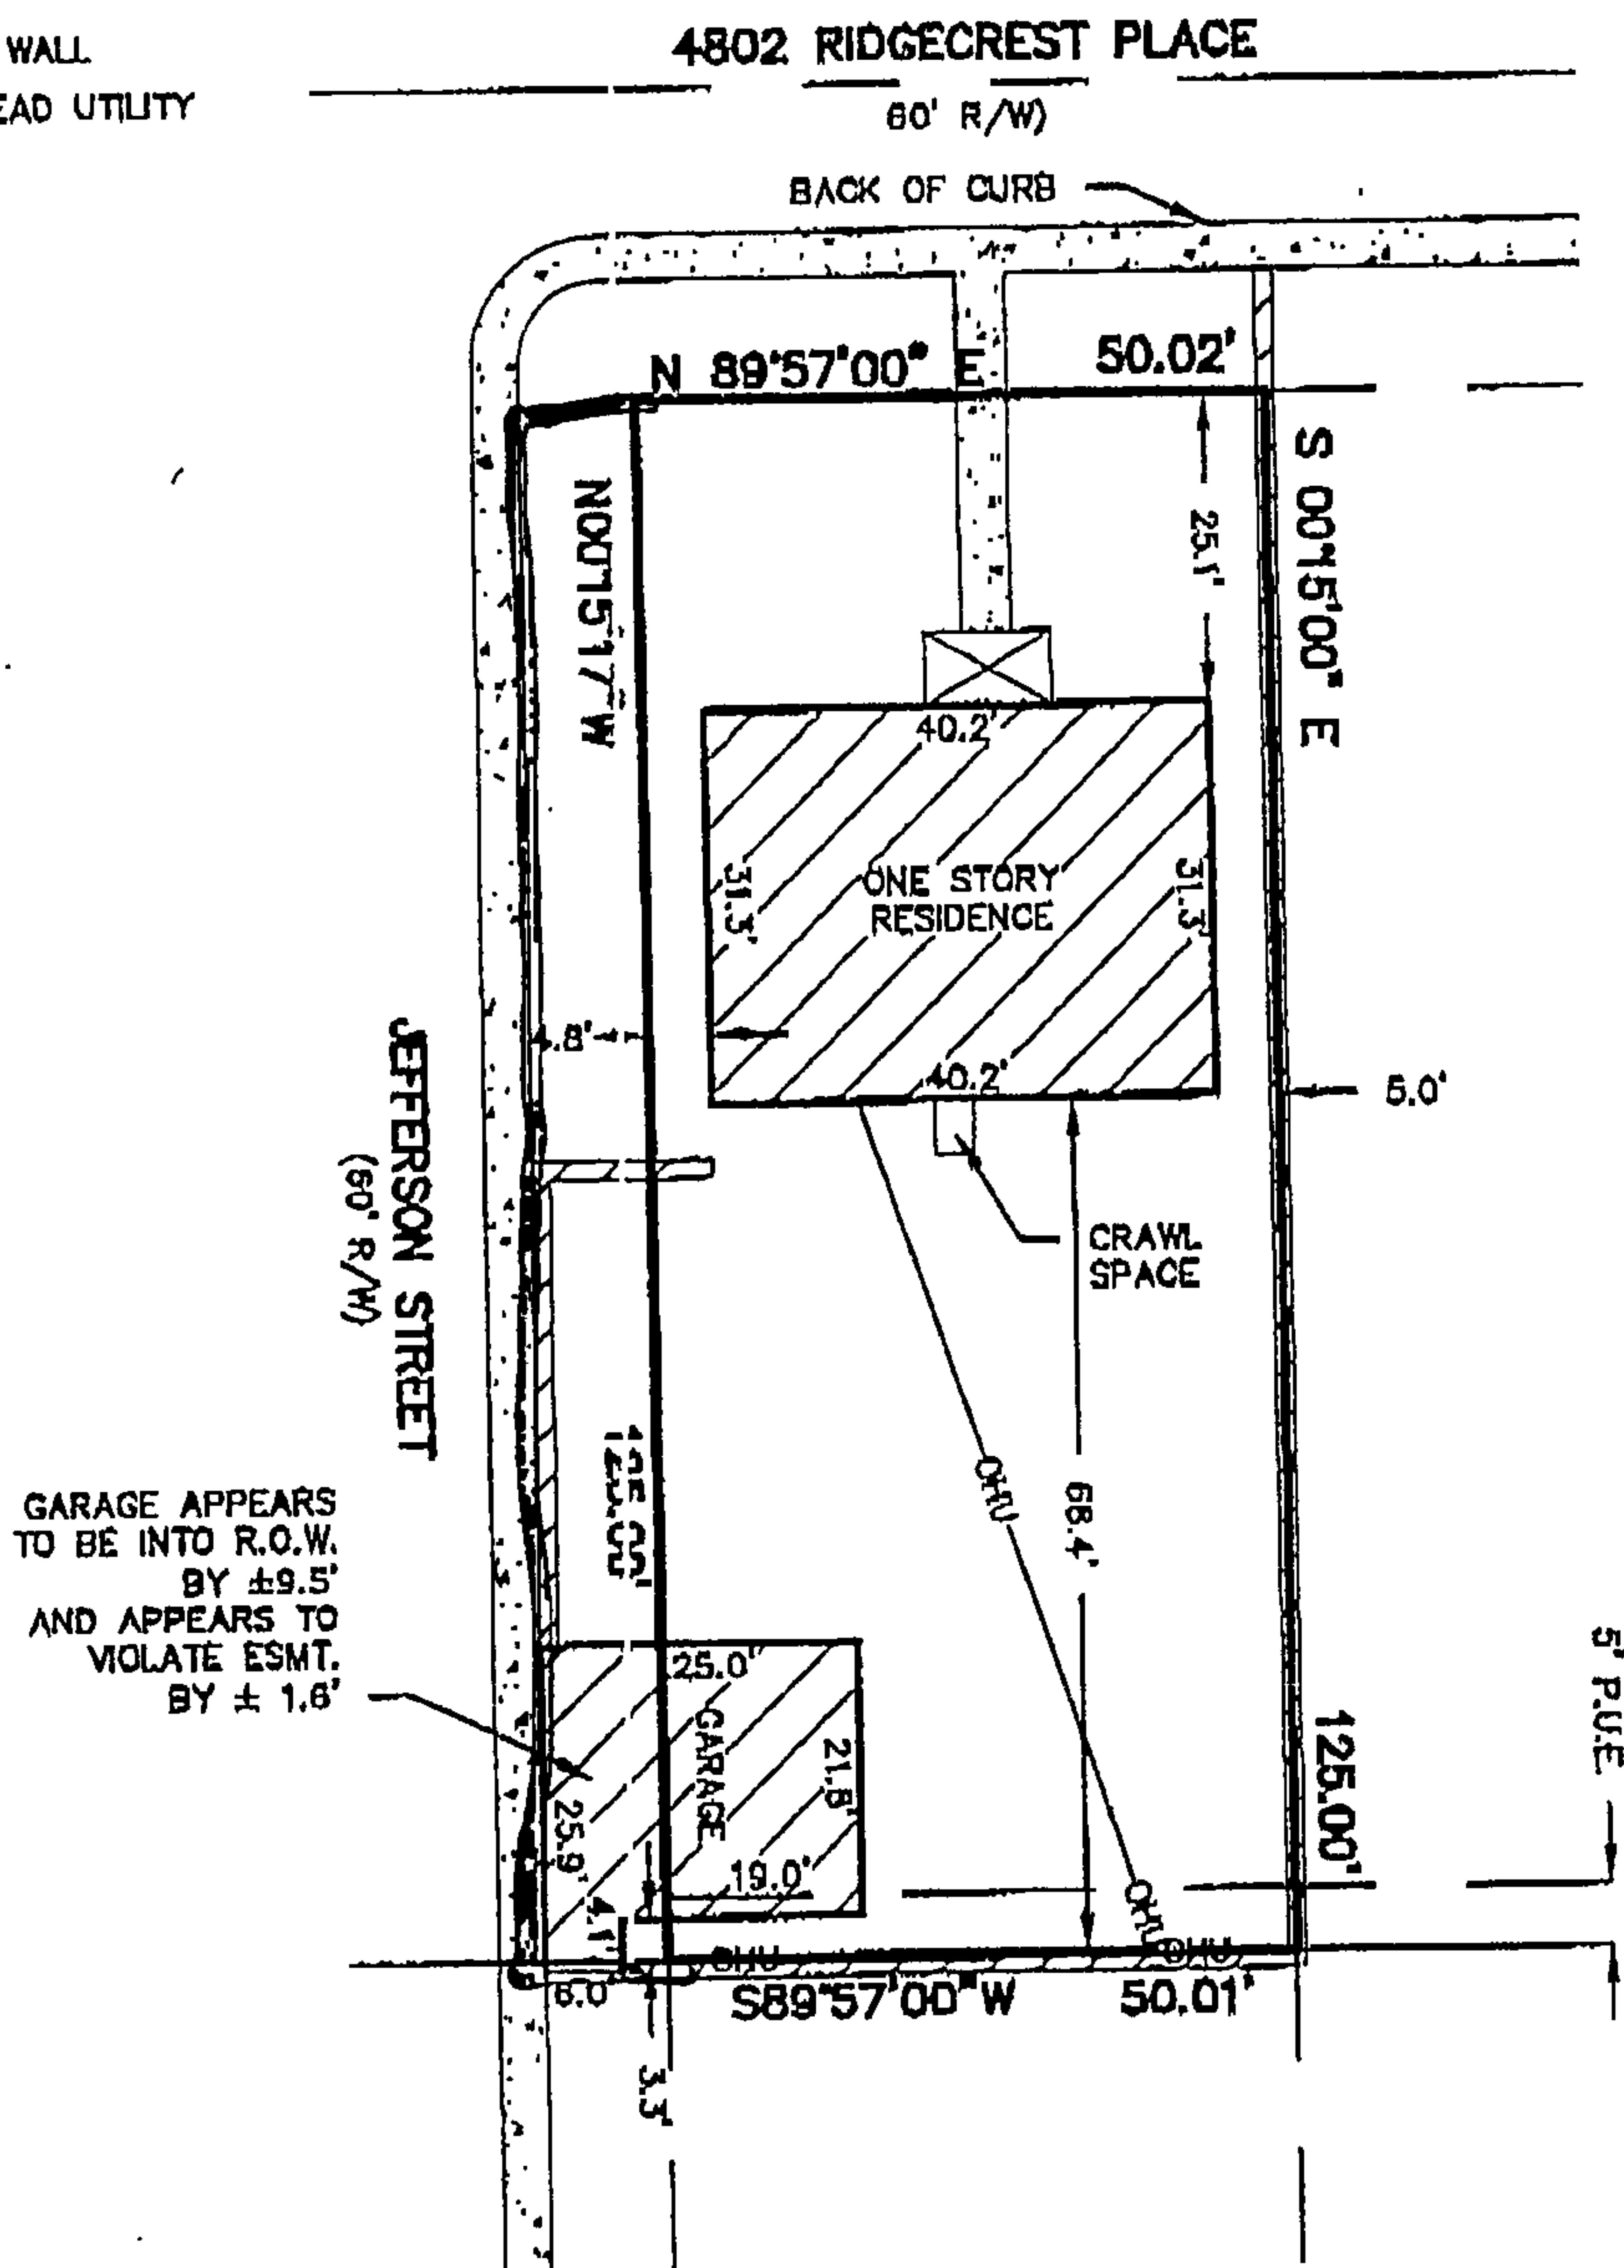 WALL
EAD UTILITY
4802 RIDGECREST PLACE
60' R/W)
BACK OF CURB
N 89°57'00" E 50.02'
N00°15'17"W
S 00°15'00" E
25.1'
40.2'
31.3'
ONE STORY
RESIDENCE
31.3'
4.8'
40.2'
5.0'
CRAWL
SPACE
JEFFERSON STREET
(60' R/W)
OHU
68.4'
125.00'
GARAGE APPEARS
TO BE INTO R.O.W.
BY ±9.5'
AND APPEARS TO
VIOLATE ESMT.
BY ± 1.6'
25.0'
GARAGE
21.8'
25.9'
19.0'
4.1'
125.00'
5' P.U.E
OHU
OHU
OHU
6.0'
S89°57'00"W 50.01'
3.3'